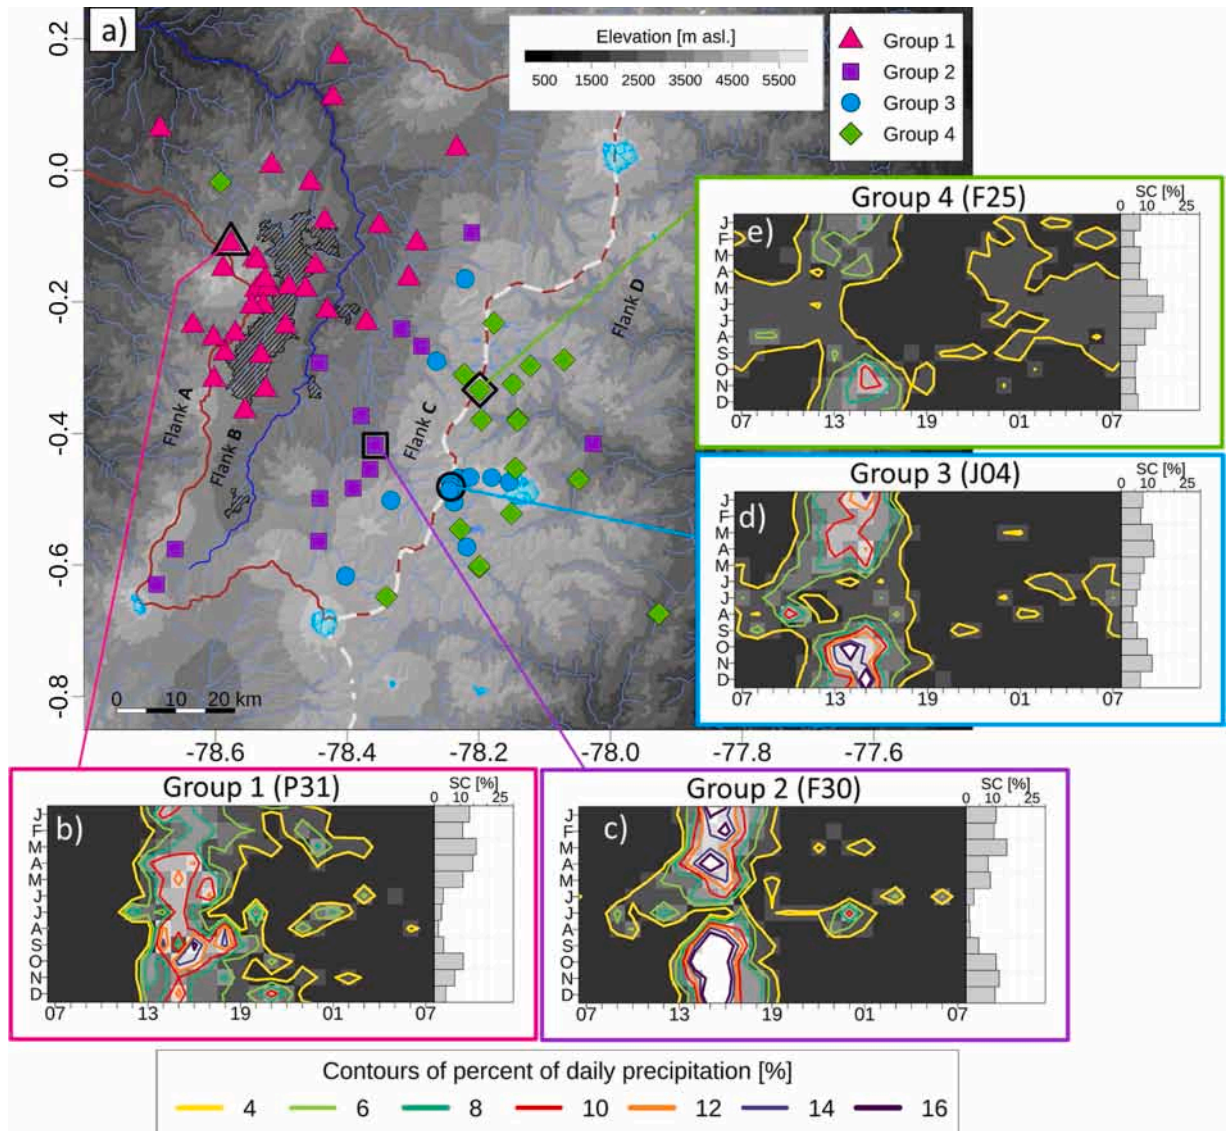 a)
Elevation [m asl.]
500 1500 2500 3500 4500 5500
Group 1
Group 2
Group 3
Group 4
0.2
0.0
-0.2
-0.4
-0.6
-0.8
Flank A
Flank B
Flank C
Flank D
0 10 20 km
-78.6 -78.4 -78.2 -78.0 -77.8 -77.6
Group 4 (F25)
SC [%]
0 10 25
e)
J
F
M
A
M
J
J
A
S
O
N
D
07 13 19 01 07
Group 3 (J04)
SC [%]
0 10 25
d)
J
F
M
A
M
J
J
A
S
O
N
D
07 13 19 01 07
Group 1 (P31)
SC [%]
0 10 25
b)
J
F
M
A
M
J
J
A
S
O
N
D
07 13 19 01 07
Group 2 (F30)
SC [%]
0 10 25
c)
J
F
M
A
M
J
J
A
S
O
N
D
07 13 19 01 07
Contours of percent of daily precipitation [%]
4 6 8 10 12 14 16